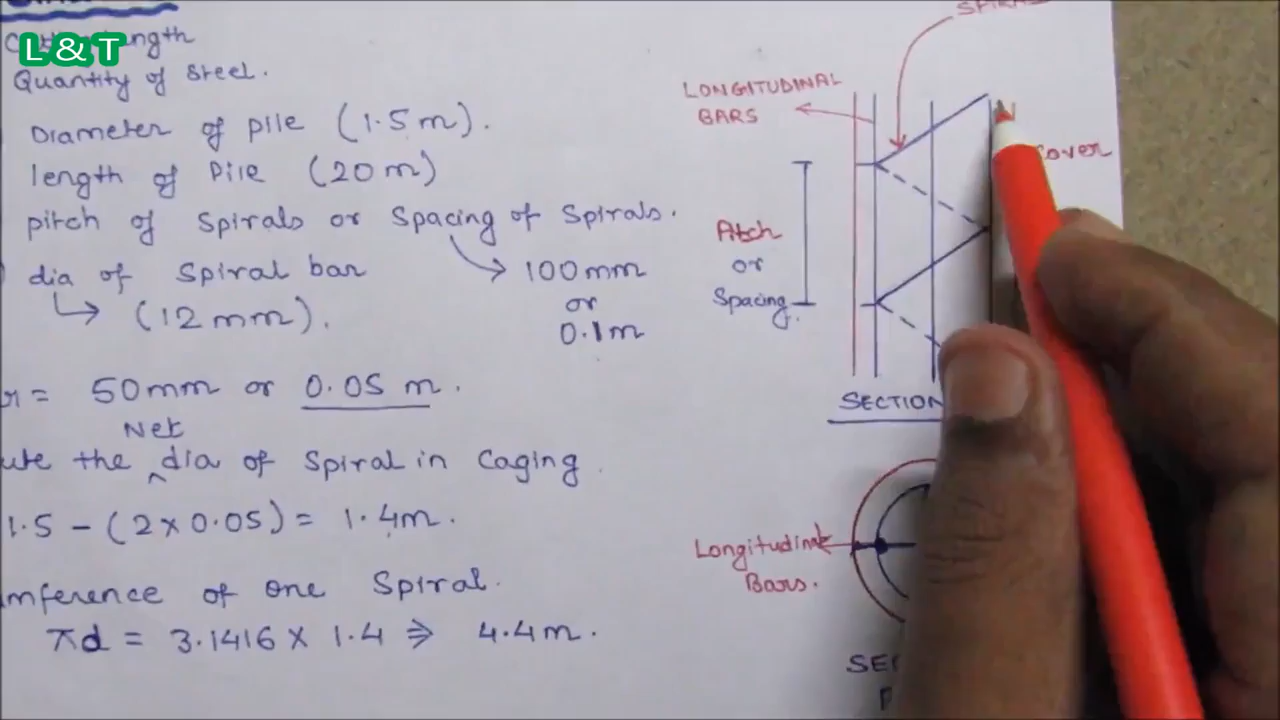 L & T
Length
Quantity of Steel.
Diameter of pile (1.5m).
length of Pile (20m)
pitch of Spirals or Spacing of Spirals.
dia of Spiral bar
100mm
(12mm).
or
0.1m
= 50mm or 0.05 m.
Net
the dia of Spiral in Caging.
1.5 - (2 x 0.05) = 1.4m.
of one Spiral.
πd = 3.1416 x 1.4 ⇒ 4.4m.
LONGITUDINAL
BARS
Cover
Pitch
or
Spacing.
SECTION
Longitudinal
Bars.